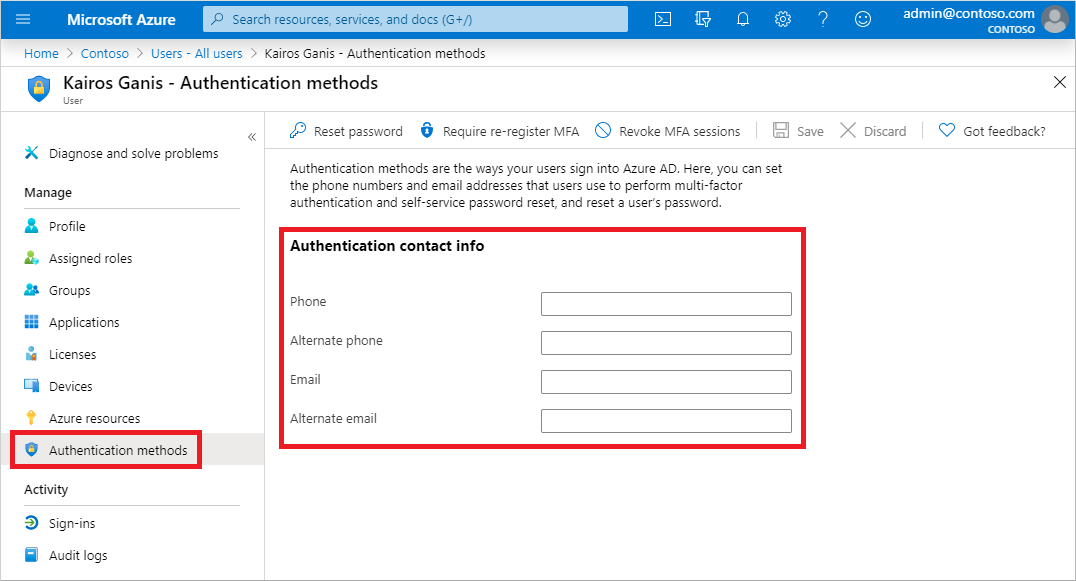 Microsoft Azure
Search resources, services, and docs (G+/)
admin@contoso.com
CONTOSO
Home > Contoso > Users - All users > Kairos Ganis - Authentication methods
Kairos Ganis - Authentication methods
User
Diagnose and solve problems
Manage
Profile
Assigned roles
Groups
Applications
Licenses
Devices
Azure resources
Authentication methods
Activity
Sign-ins
Audit logs
Reset password Require re-register MFA Revoke MFA sessions Save Discard Got feedback?
Authentication methods are the ways your users sign into Azure AD. Here, you can set
the phone numbers and email addresses that users use to perform multi-factor
authentication and self-service password reset, and reset a user's password.
Authentication contact info
Phone
Alternate phone
Email
Alternate email